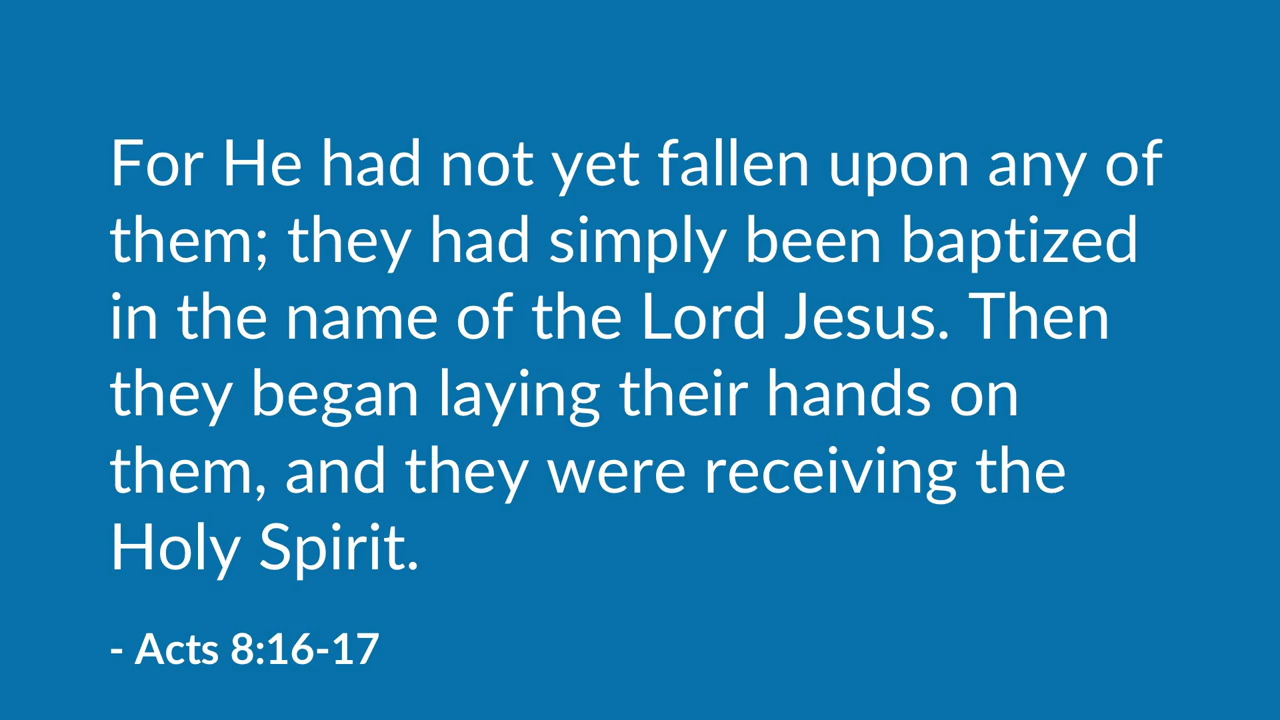 For He had not yet fallen upon any of
them; they had simply been baptized
in the name of the Lord Jesus. Then
they began laying their hands on
them, and they were receiving the
Holy Spirit.
- Acts 8:16-17